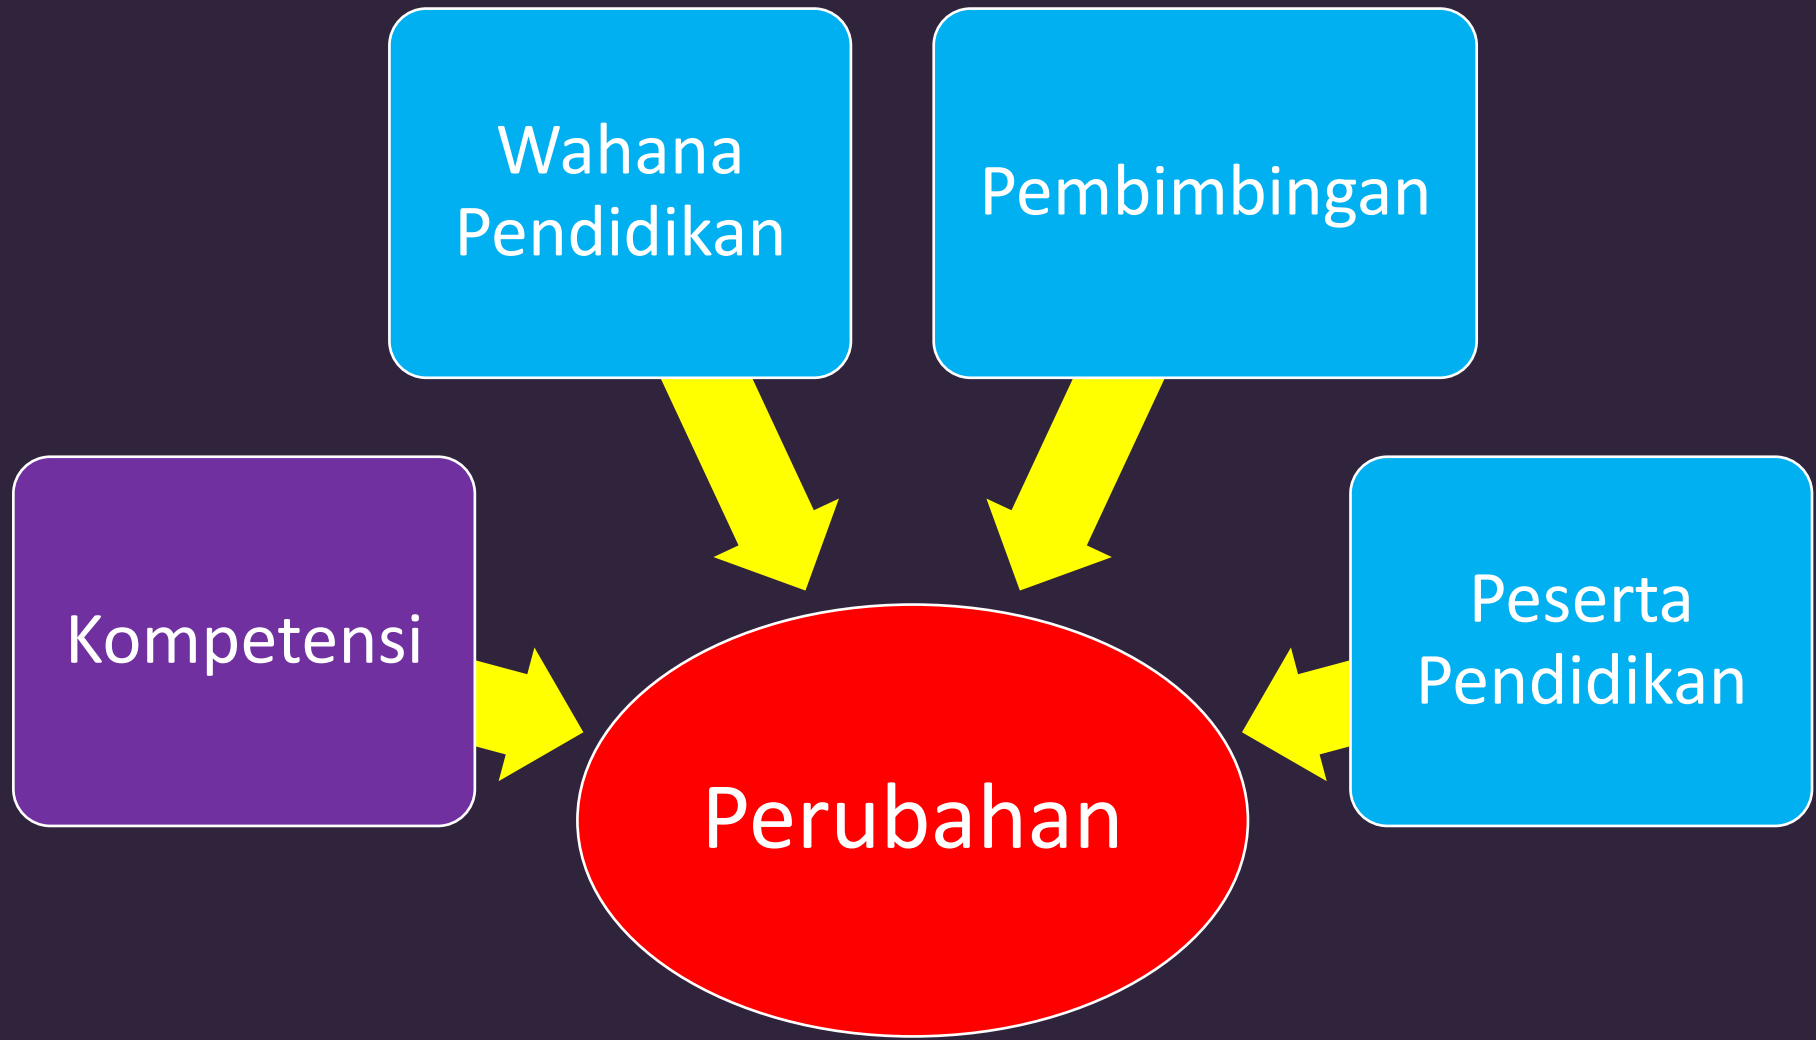 Wahana
Pendidikan
Pembimbingan
Kompetensi
Peserta
Pendidikan
Perubahan